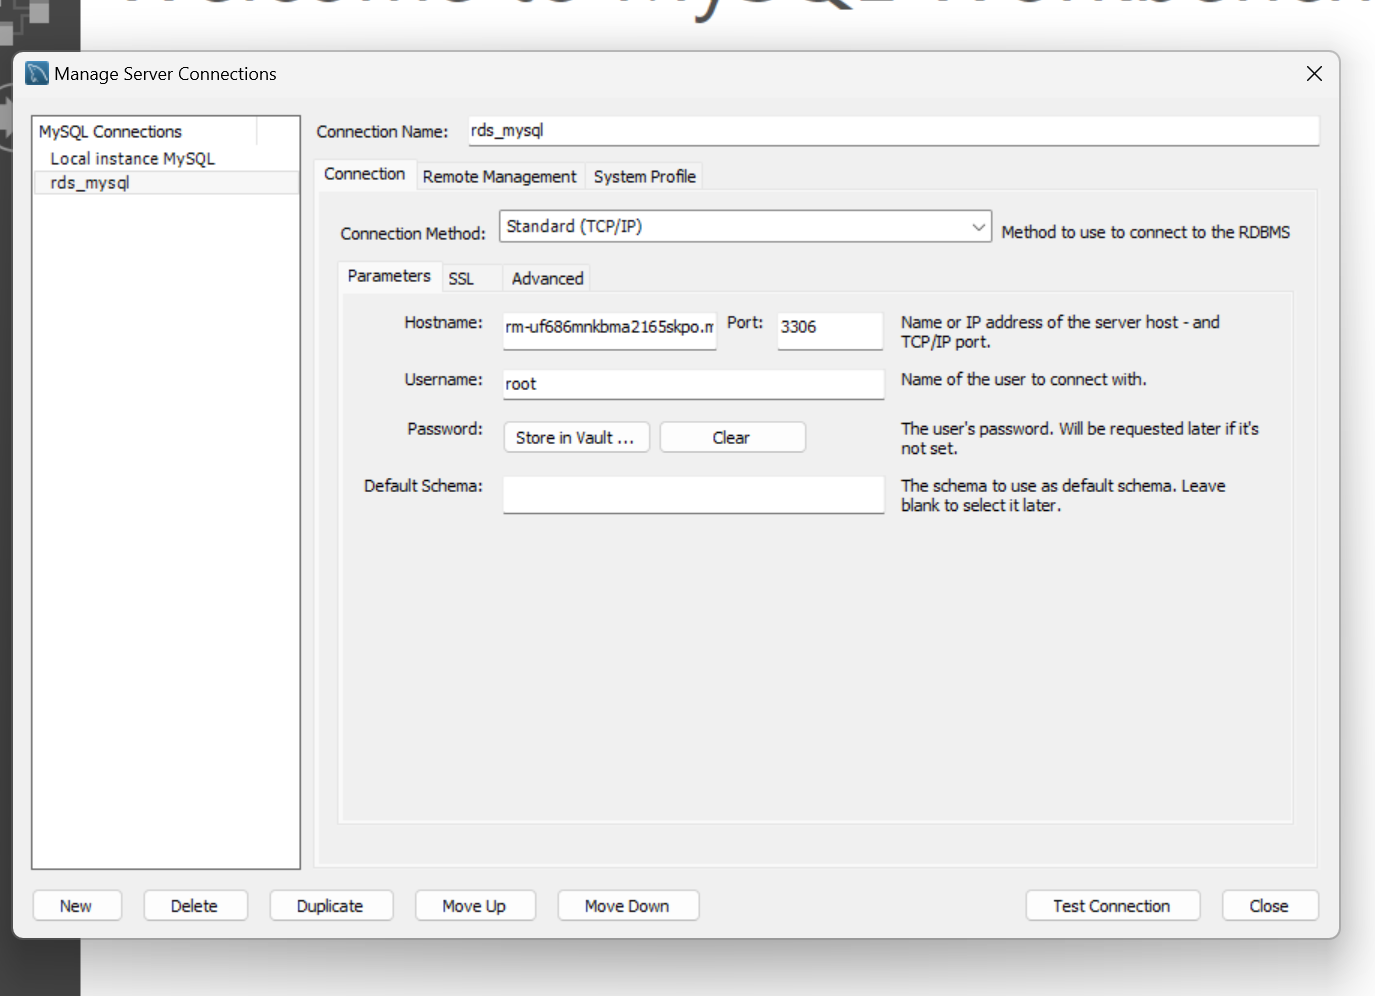 Welcome to MySQL Workbench
Manage Server Connections
MySQL Connections
Local instance MySQL
rds_mysql
Connection Name: rds_mysql
Connection Remote Management System Profile
Connection Method: Standard (TCP/IP) Method to use to connect to the RDBMS
Parameters SSL Advanced
Hostname: rm-uf686mnkbma2165skpo.m Port: 3306 Name or IP address of the server host - and
TCP/IP port.
Username: root Name of the user to connect with.
Password: Store in Vault ... Clear The user's password. Will be requested later if it's
not set.
Default Schema: The schema to use as default schema. Leave
blank to select it later.
New Delete Duplicate Move Up Move Down Test Connection Close